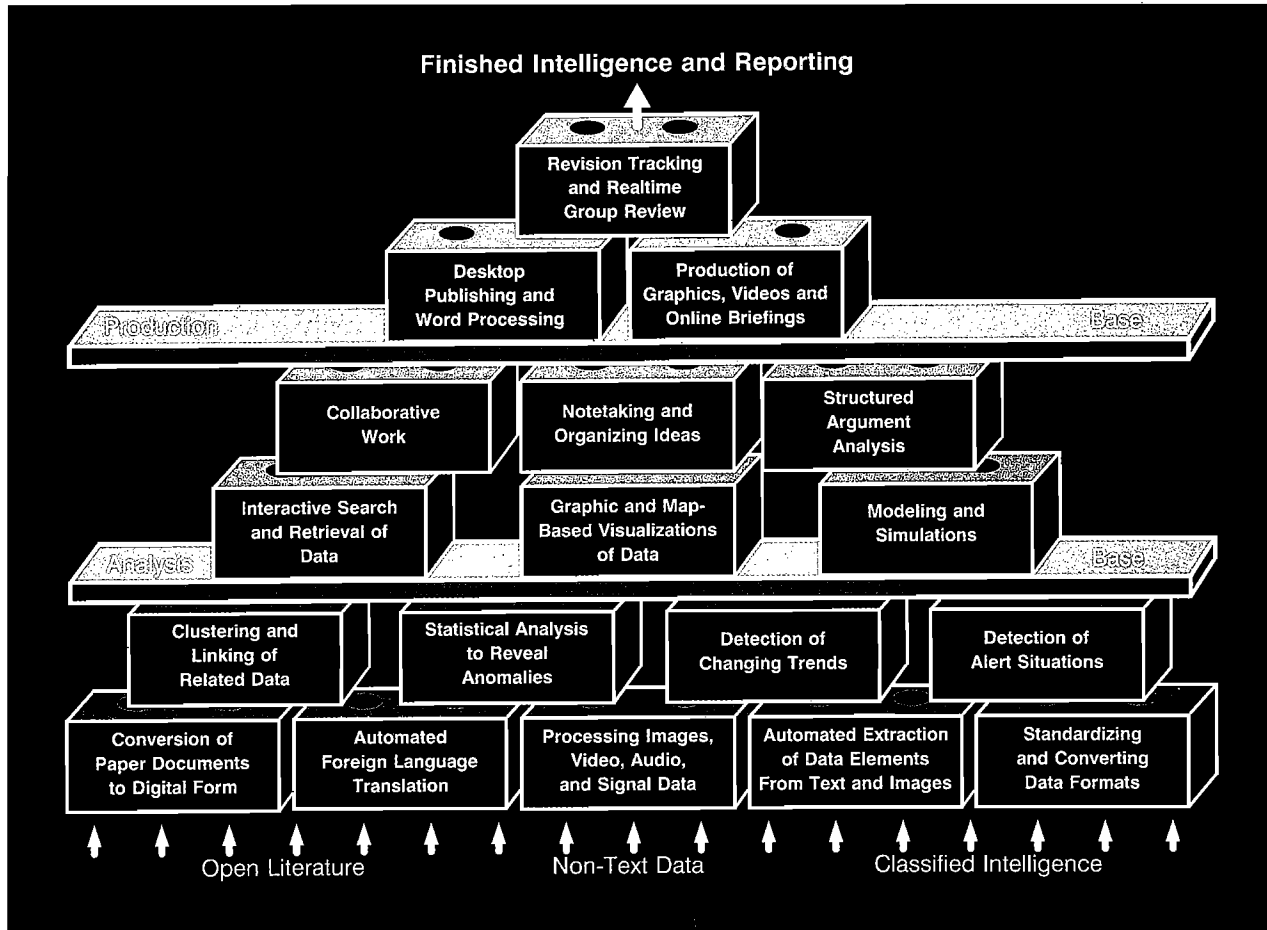 Finished Intelligence and Reporting
Revision Tracking
and Realtime
Group Review
Desktop
Publishing and
Word Processing
Production of
Graphics, Videos and
Online Briefings
Production
Base
Collaborative
Work
Notetaking and
Organizing Ideas
Structured
Argument
Analysis
Interactive Search
and Retrieval of
Data
Graphic and Map-
Based Visualizations
of Data
Modeling and
Simulations
Analysis
Base
Clustering and
Linking of
Related Data
Statistical Analysis
to Reveal
Anomalies
Detection of
Changing Trends
Detection of
Alert Situations
Conversion of
Paper Documents
to Digital Form
Automated
Foreign Language
Translation
Processing Images,
Video, Audio,
and Signal Data
Automated Extraction
of Data Elements
From Text and Images
Standardizing
and Converting
Data Formats
Open Literature
Non-Text Data
Classified Intelligence